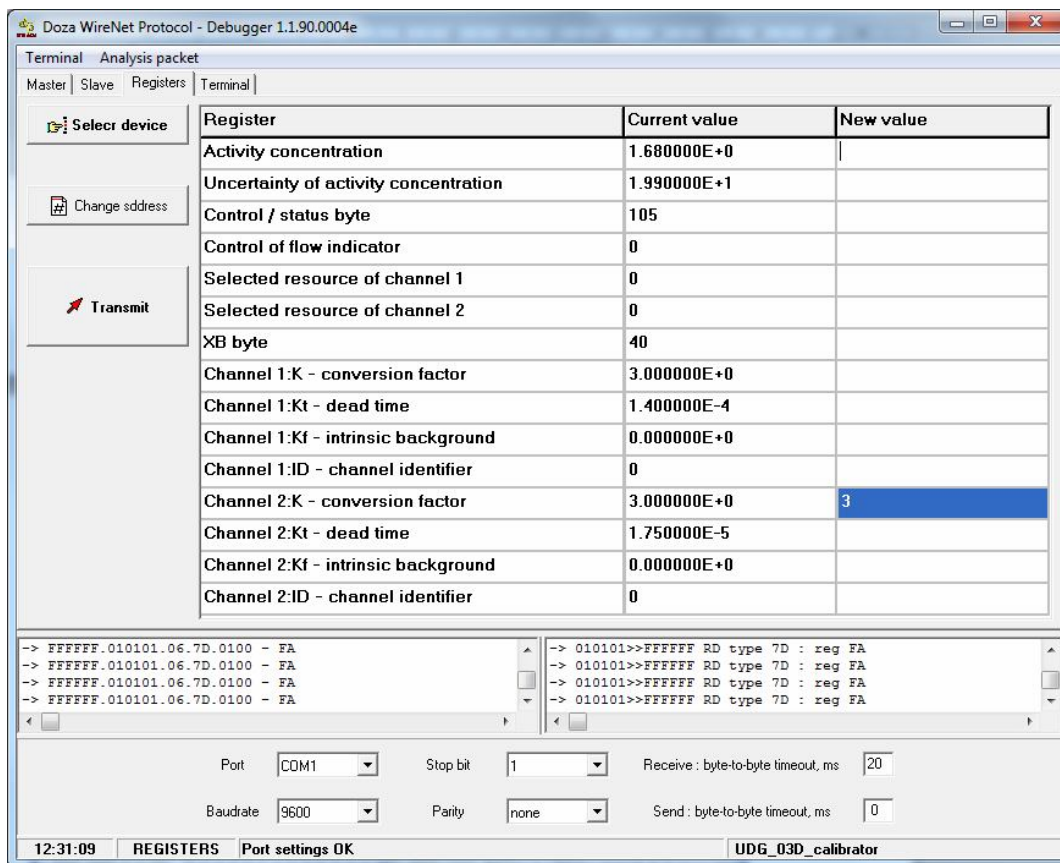 Doza WireNet Protocol - Debugger 1.1.90.0004e
Terminal Analysis packet
Master Slave Registers Terminal
Selecr device
Change sddress
Transmit
Register Current value New value
Activity concentration 1.680000E+0
Uncertainty of activity concentration 1.990000E+1
Control / status byte 105
Control of flow indicator 0
Selected resource of channel 1 0
Selected resource of channel 2 0
XB byte 40
Channel 1:K - conversion factor 3.000000E+0
Channel 1:Kt - dead time 1.400000E-4
Channel 1:Kf - intrinsic background 0.000000E+0
Channel 1:ID - channel identifier 0
Channel 2:K - conversion factor 3.000000E+0 3
Channel 2:Kt - dead time 1.750000E-5
Channel 2:Kf - intrinsic background 0.000000E+0
Channel 2:ID - channel identifier 0
-> FFFFFF.010101.06.7D.0100 - FA
-> FFFFFF.010101.06.7D.0100 - FA
-> FFFFFF.010101.06.7D.0100 - FA
-> FFFFFF.010101.06.7D.0100 - FA
-> 010101>>FFFFFF RD type 7D : reg FA
-> 010101>>FFFFFF RD type 7D : reg FA
-> 010101>>FFFFFF RD type 7D : reg FA
-> 010101>>FFFFFF RD type 7D : reg FA
Port COM1 Stop bit 1 Receive : byte-to-byte timeout, ms 20
Baudrate 9600 Parity none Send : byte-to-byte timeout, ms 0
12:31:09 REGISTERS Port settings OK UDG_03D_calibrator